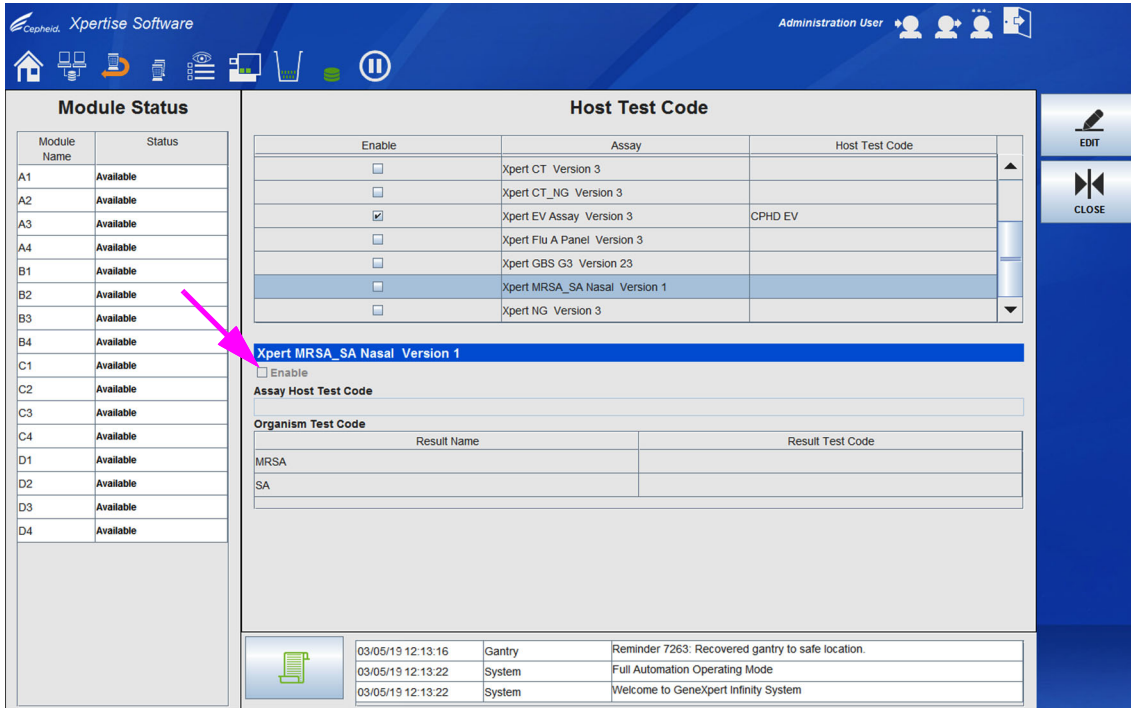 Cepheid. Xpertise Software
Administration User
Module Status
Module Name Status
A1 Available
A2 Available
A3 Available
A4 Available
B1 Available
B2 Available
B3 Available
B4 Available
C1 Available
C2 Available
C3 Available
C4 Available
D1 Available
D2 Available
D3 Available
D4 Available
Host Test Code
Enable Assay Host Test Code
Xpert CT Version 3
Xpert CT_NG Version 3
Xpert EV Assay Version 3 CPHD EV
Xpert Flu A Panel Version 3
Xpert GBS G3 Version 23
Xpert MRSA_SA Nasal Version 1
Xpert NG Version 3
Xpert MRSA_SA Nasal Version 1
Enable
Assay Host Test Code
Organism Test Code
Result Name Result Test Code
MRSA
SA
03/05/19 12:13:16 Gantry Reminder 7263: Recovered gantry to safe location.
03/05/19 12:13:22 System Full Automation Operating Mode
03/05/19 12:13:22 System Welcome to GeneXpert Infinity System
EDIT
CLOSE